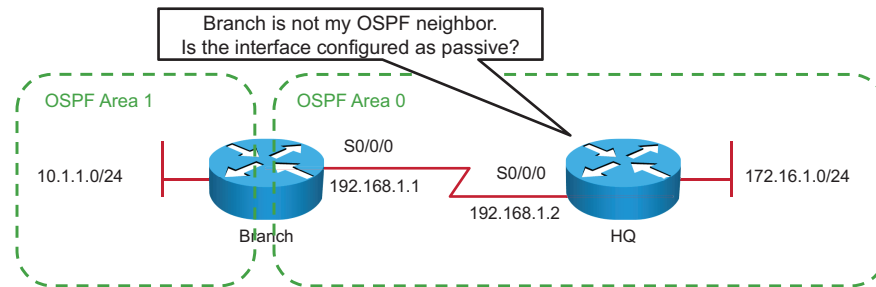 Branch is not my OSPF neighbor.
Is the interface configured as passive?
OSPF Area 1
OSPF Area 0
S0/0/0
10.1.1.0/24
S0/0/0
172.16.1.0/24
192.168.1.1
192.168.1.2
Branch
HQ